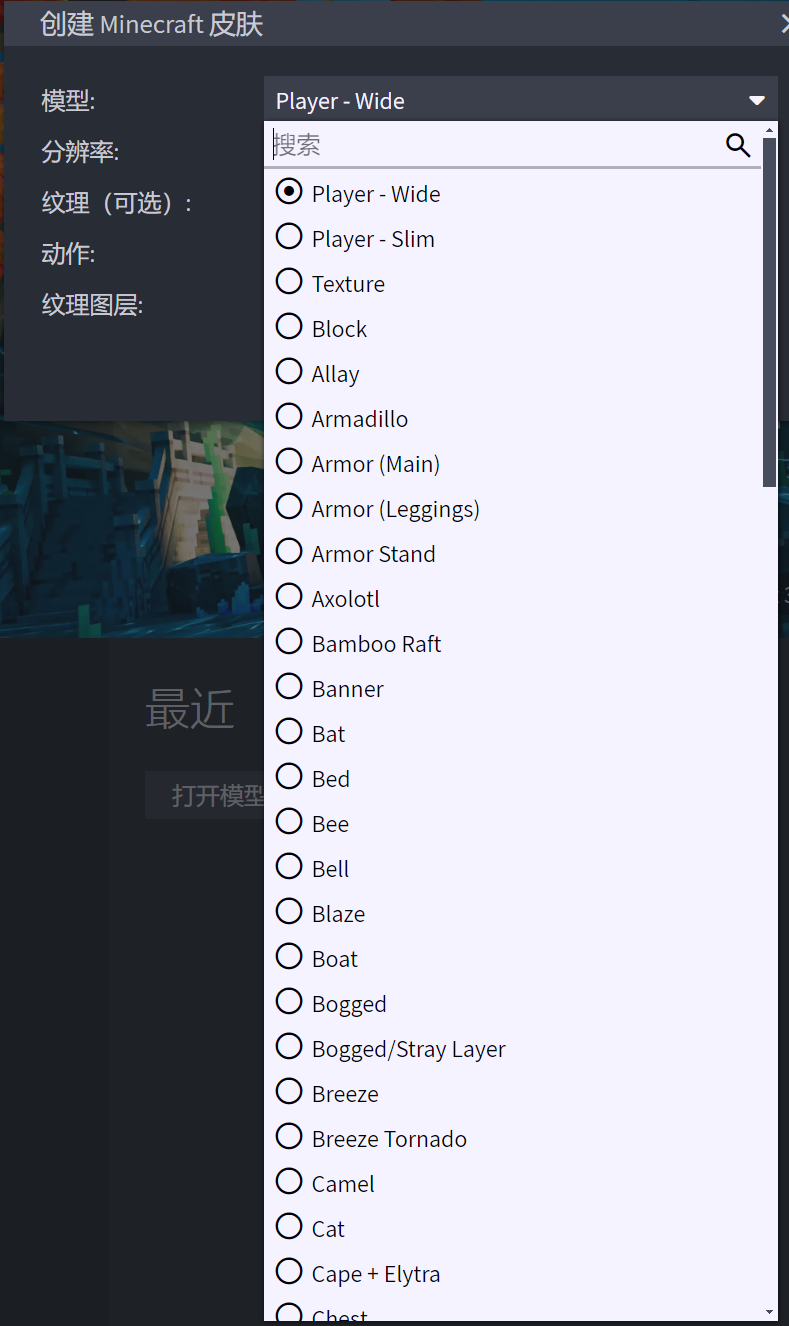 创建 Minecraft 皮肤
模型:
Player - Wide
搜索
分辨率:
纹理（可选）:
动作:
纹理图层:
Player - Wide
Player - Slim
Texture
Block
Allay
Armadillo
Armor (Main)
Armor (Leggings)
Armor Stand
Axolotl
Bamboo Raft
Banner
Bat
Bed
Bee
Bell
Blaze
Boat
Bogged
Bogged/Stray Layer
Breeze
Breeze Tornado
Camel
Cat
Cape + Elytra
Chest
最近
打开模型